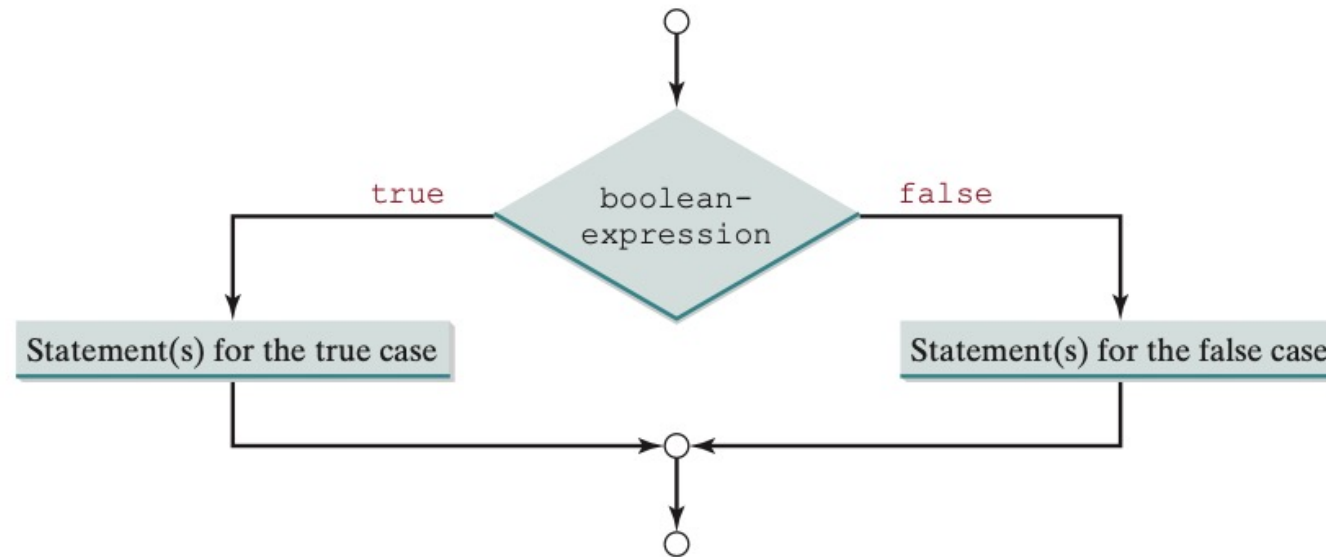 true
boolean-
expression
false
Statement(s) for the true case
Statement(s) for the false case